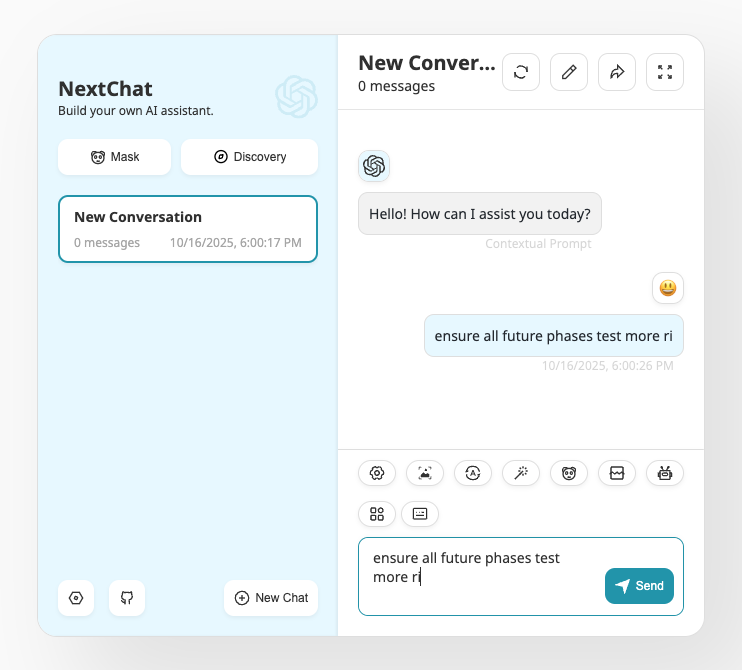 NextChat
Build your own AI assistant.
Mask
Discovery
New Conversation
0 messages
10/16/2025, 6:00:17 PM
New Chat
New Conver...
0 messages
Hello! How can I assist you today?
Contextual Prompt
ensure all future phases test more ri
10/16/2025, 6:00:26 PM
ensure all future phases test
more ri
Send